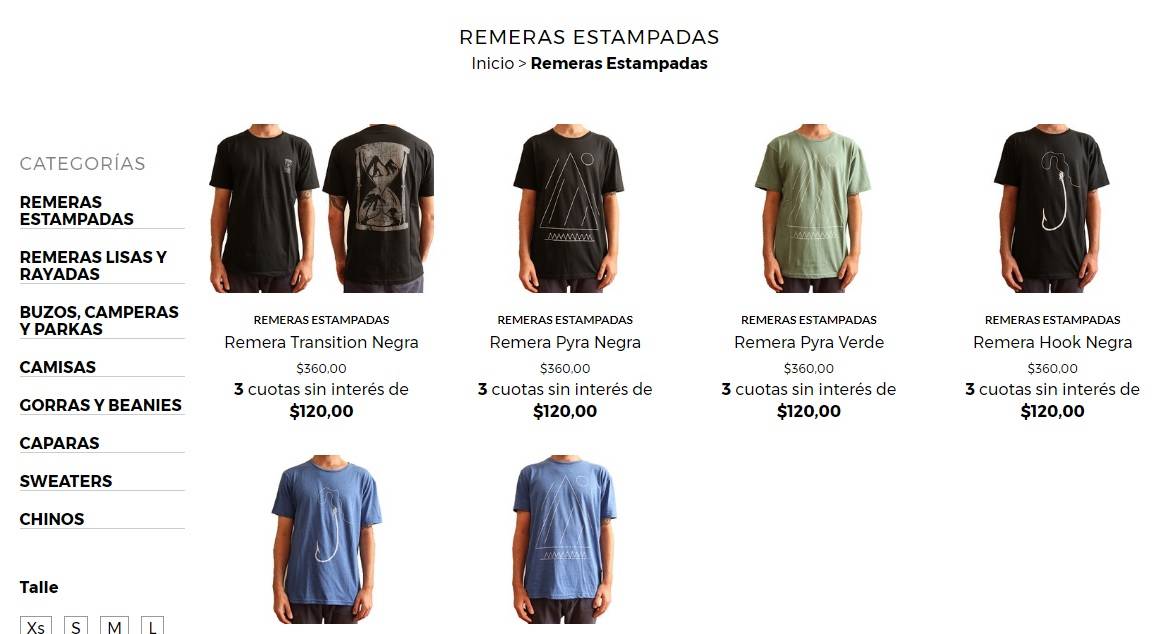 REMERAS ESTAMPADAS
Inicio > Remeras Estampadas
CATEGORÍAS
REMERAS
ESTAMPADAS
REMERAS LISAS Y
RAYADAS
BUZOS, CAMPERAS
Y PARKAS
CAMISAS
GORRAS Y BEANIES
CAPARAS
SWEATERS
CHINOS
Talle
Xs S M L
REMERAS ESTAMPADAS
Remera Transition Negra
$360,00
3 cuotas sin interés de
$120,00
REMERAS ESTAMPADAS
Remera Pyra Negra
$360,00
3 cuotas sin interés de
$120,00
REMERAS ESTAMPADAS
Remera Pyra Verde
$360,00
3 cuotas sin interés de
$120,00
REMERAS ESTAMPADAS
Remera Hook Negra
$360,00
3 cuotas sin interés de
$120,00